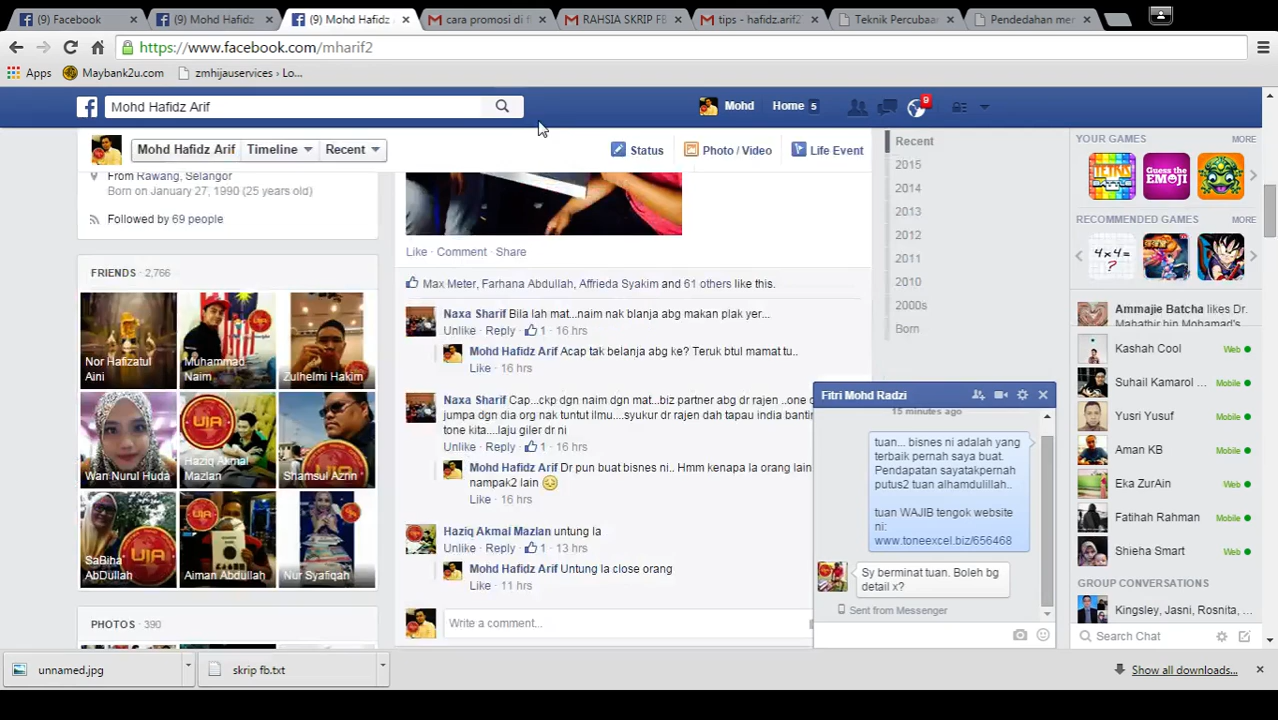 (9) Facebook
(9) Mohd Hafidz
(9) Mohd Hafidz
cara promosi di f
RAHSIA SKRIP FB
tips - hafidz.arif2
Teknik Percubaa
Pendedahan mer
https://www.facebook.com/mharif2
Apps
Maybank2u.com
zmhijauservices › Lo...
Mohd Hafidz Arif
Mohd
Home 5
9
Mohd Hafidz Arif
Timeline
Recent
Status
Photo / Video
Life Event
From Rawang, Selangor
Born on January 27, 1990 (25 years old)
Followed by 69 people
FRIENDS · 2,766
Nor Hafizatul
Aini
Muhammad
Naim
Zulhelmi Hakim
Wan Nurul Huda
Haziq Akmal
Mazlan
Shamsul Azrin
SaBiha
AbDullah
Aiman Abdullah
Nur Syafiqah
PHOTOS · 390
Like · Comment · Share
Max Meter, Farhana Abdullah, Affrieda Syakim and 61 others like this.
Naxa Sharif Bila lah mat...naim nak blanja abg makan plak yer...
Unlike · Reply · 1 · 16 hrs
Mohd Hafidz Arif Acap tak belanja abg ke? Teruk btul mamat tu..
Like · 16 hrs
Naxa Sharif Cap...ckp dgn naim dgn mat...biz partner abg dr rajen ..one d
jumpa dgn dia org nak tuntut ilmu....syukur dr rajen dah tapau india bantin
tone kita....laju giler dr ni
Unlike · Reply · 1 · 16 hrs
Mohd Hafidz Arif Dr pun buat bisnes ni.. Hmm kenapa la orang lain
nampak2 lain
Like · 16 hrs
Haziq Akmal Mazlan untung la
Unlike · Reply · 1 · 13 hrs
Mohd Hafidz Arif Untung la close orang
Like · 11 hrs
Write a comment...
Recent
2015
2014
2013
2012
2011
2010
2000s
Born
Fitri Mohd Radzi
15 minutes ago
tuan... bisnes ni adalah yang
terbaik pernah saya buat.
Pendapatan sayatakpernah
putus2 tuan alhamdulillah..
tuan WAJIB tengok website
ni:
www.toneexcel.biz/656468
Sy berminat tuan. Boleh bg
detail x?
Sent from Messenger
YOUR GAMES
MORE
TETRIS
BATTLE
Guess the
EMOJI
RECOMMENDED GAMES
MORE
4×4=
?
Ammajie Batcha likes Dr.
Mahathir bin Mohamad's
Kashah Cool
Web
Suhail Kamarol ...
Mobile
Yusri Yusuf
Mobile
Aman KB
Web
Eka ZurAin
Web
Fatihah Rahman
Mobile
Shieha Smart
Web
GROUP CONVERSATIONS
Kingsley, Jasni, Rosnita, ...
Search Chat
unnamed.jpg
skrip fb.txt
Show all downloads...